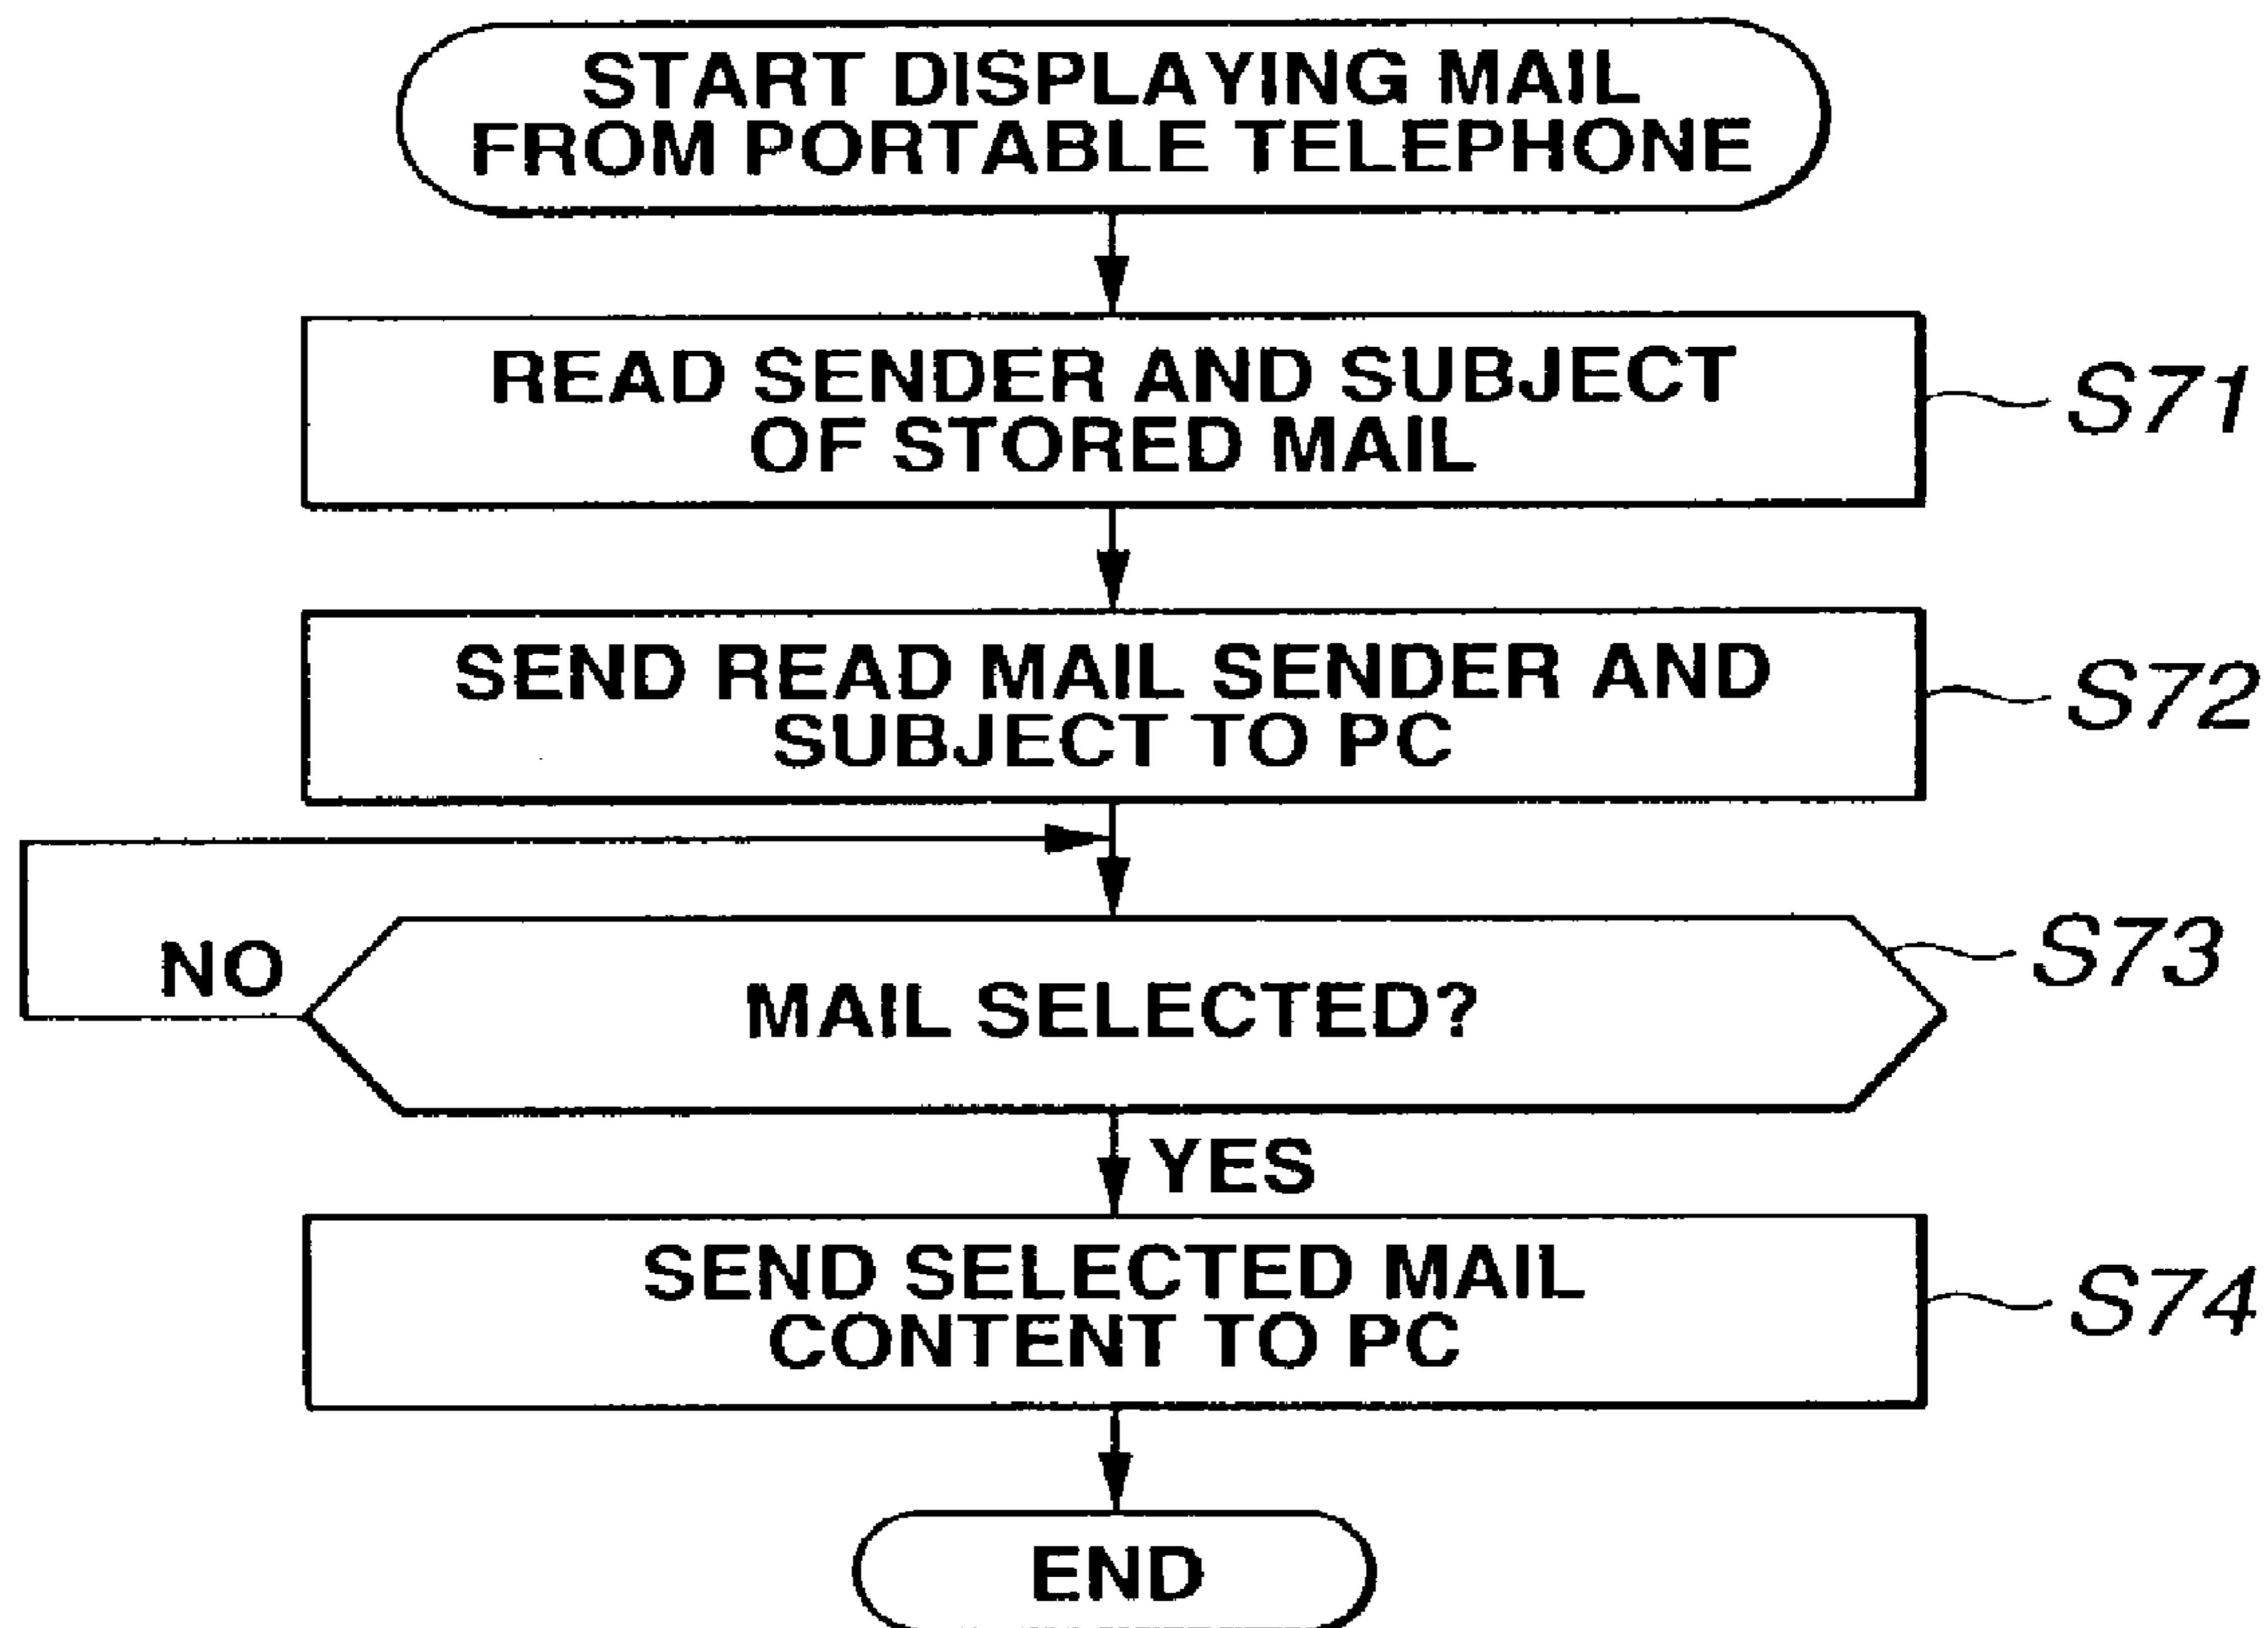 START DISPLAYING MAIL
FROM PORTABLE TELEPHONE
READ SENDER AND SUBJECT
OF STORED MAIL
S71
SEND READ MAIL SENDER AND
SUBJECT TO PC
S72
NO
MAIL SELECTED?
S73
YES
SEND SELECTED MAIL
CONTENT TO PC
S74
END